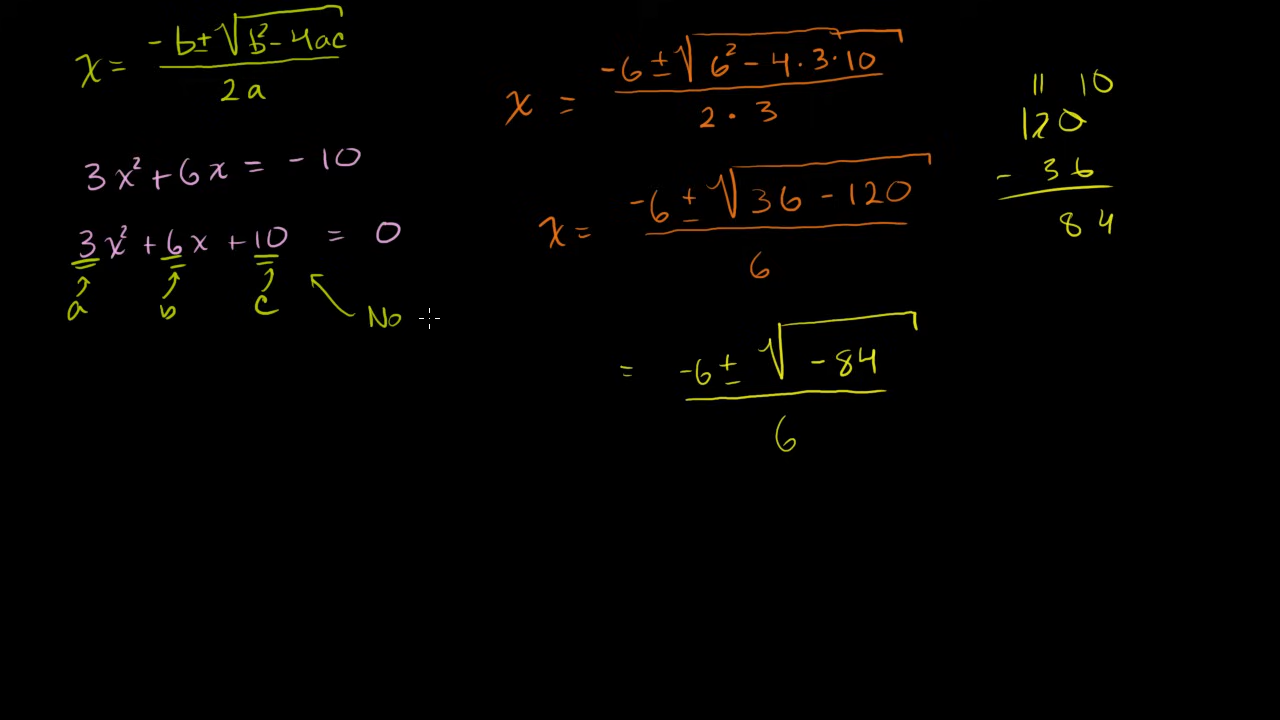 x = -b ± √(b² - 4ac) / 2a
3x² + 6x = -10
3x² + 6x + 10 = 0
a b c
No
x = -6 ± √(6² - 4·3·10) / 2·3
x = -6 ± √(36 - 120) / 6
= -6 ± √(-84) / 6
11 10
120
- 36
84